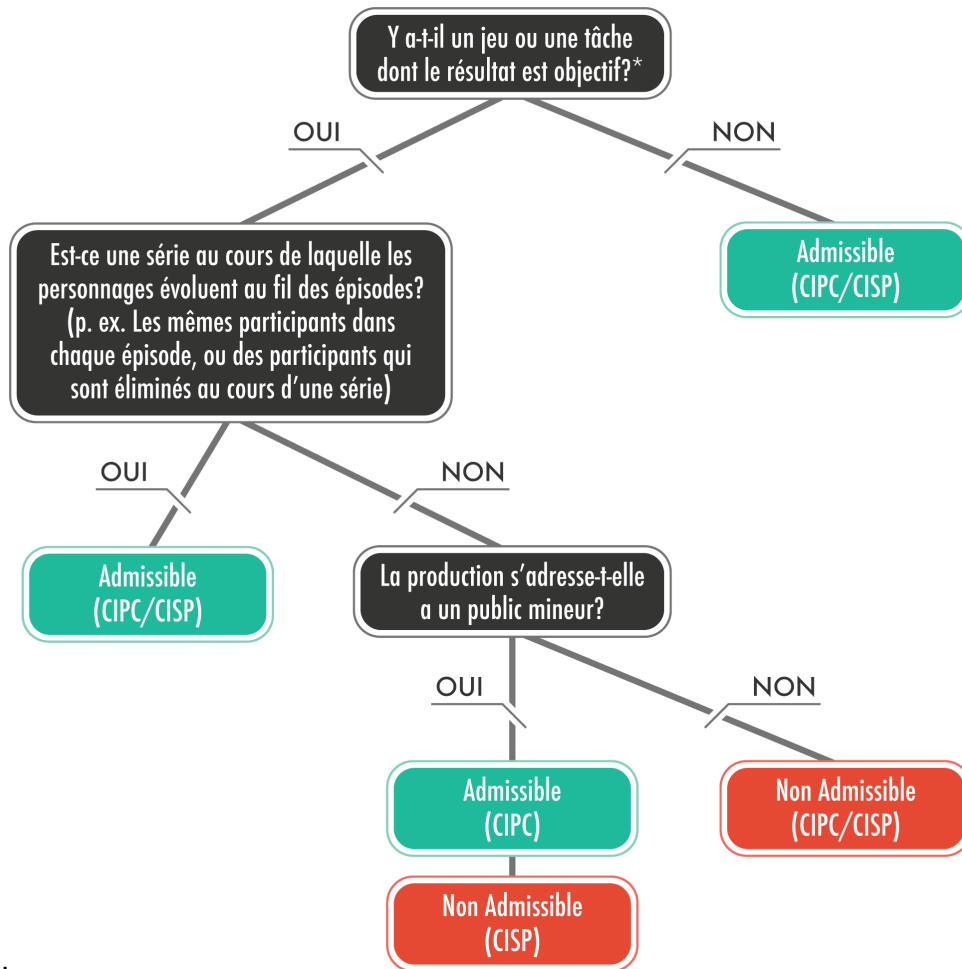 Y a-t-il un jeu ou une tâche
dont le résultat est objectif?*
OUI
NON
Est-ce une série au cours de laquelle les
personnages évoluent au fil des épisodes?
(p. ex. Les mêmes participants dans
chaque épisode, ou des participants qui
sont éliminés au cours d'une série)
Admissible
(CIPC/CISP)
OUI
NON
Admissible
(CIPC/CISP)
La production s'adresse-t-elle
a un public mineur?
OUI
NON
Admissible
(CIPC)
Non Admissible
(CIPC/CISP)
Non Admissible
(CISP)